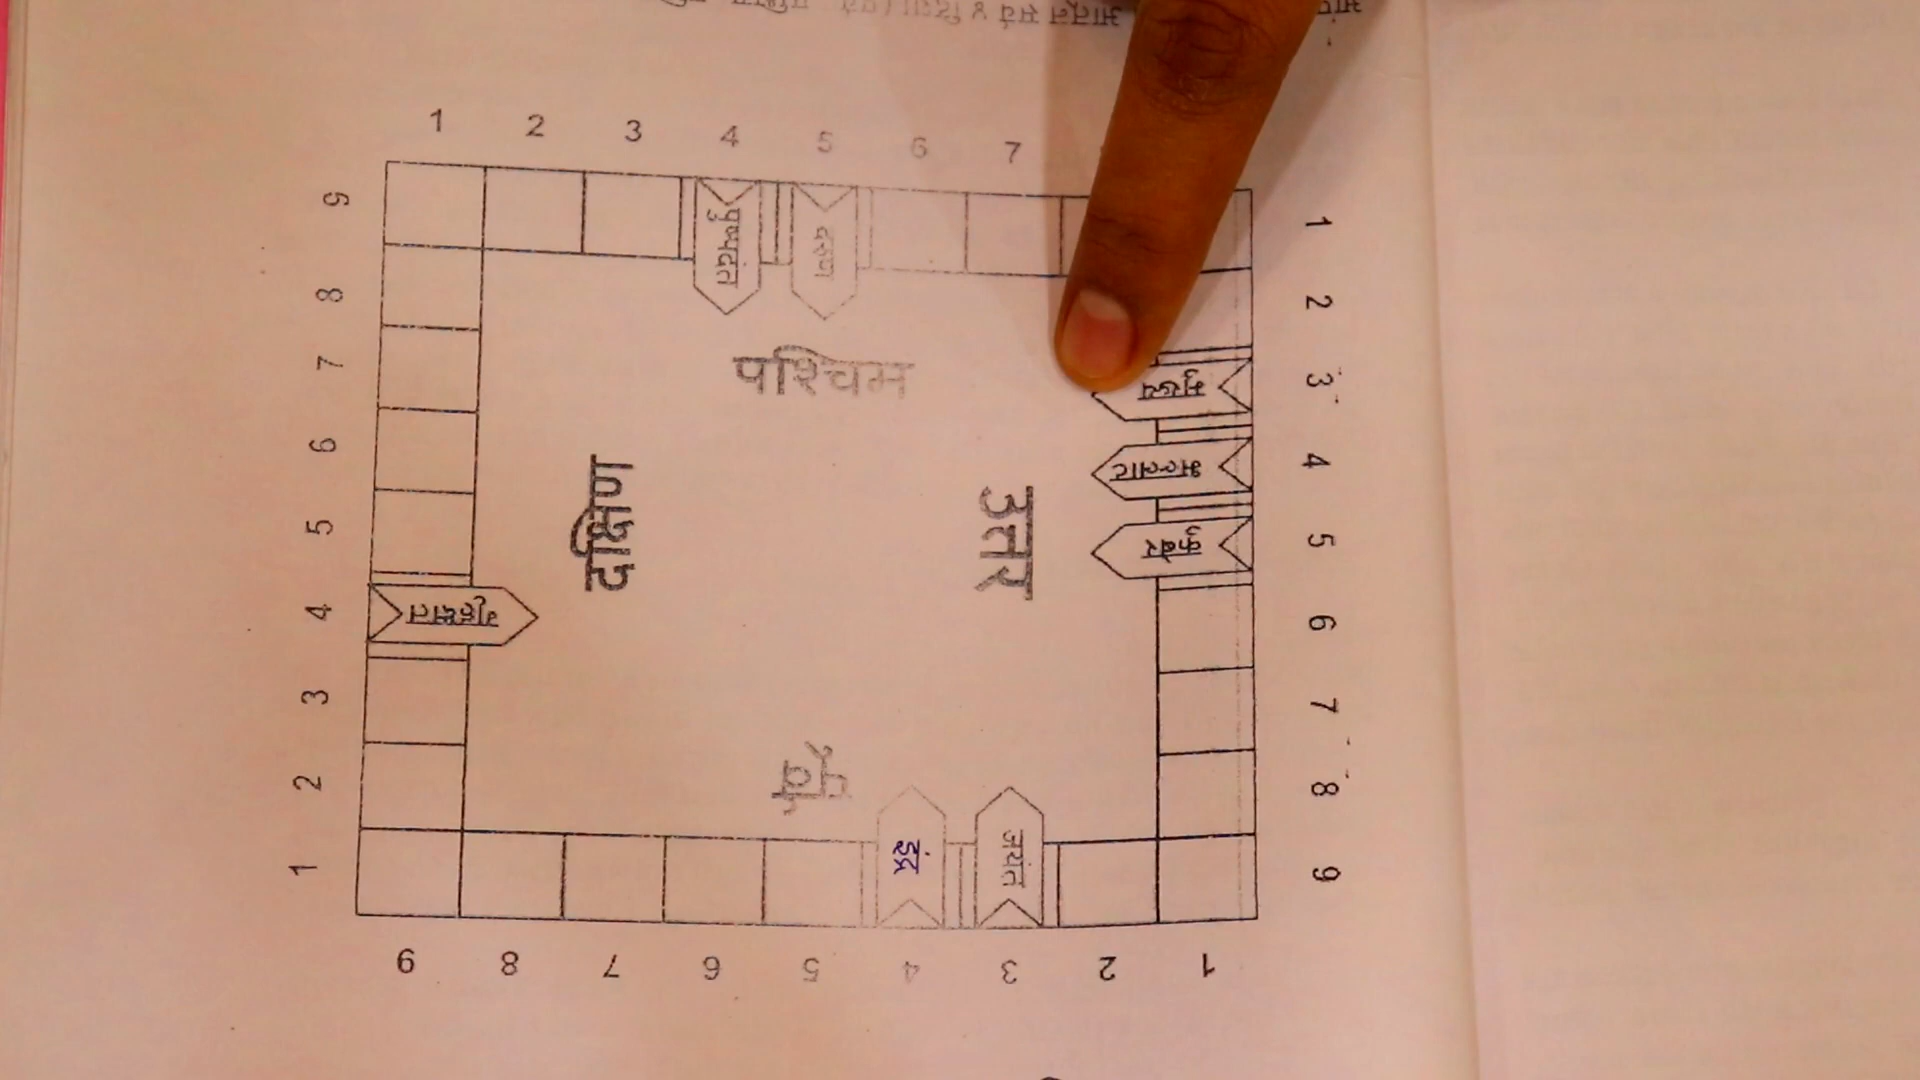 1 2 3 4 5 6 7
9 8 7 6 5 4 3 2 1
1 2 3 4 5 6 7 8 9
9 8 7 6 5 4 3 2 1
पुष्पदंत
वरुण
मुख्य
भल्लाट
कुबेर
गृहक्षत
इंद्र
जयंत
पश्चिम
दक्षिण
उत्तर
पूर्व